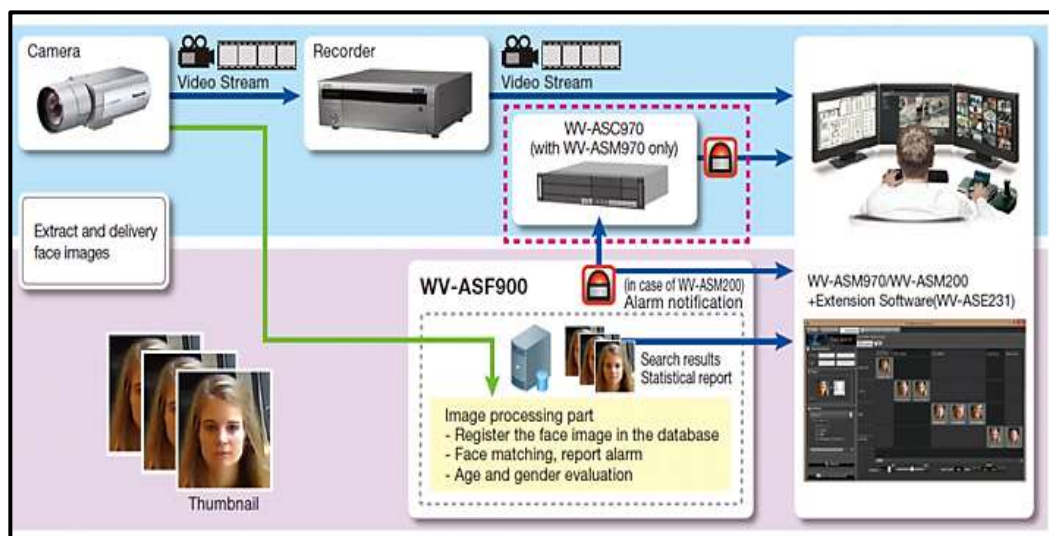 Camera
Video Stream
Recorder
Video Stream
WV-ASC970
(with WV-ASM970 only)
Extract and delivery
face images
WV-ASF900
(in case of WV-ASM200)
Alarm notification
WV-ASM970/WV-ASM200
+Extension Software(WV-ASE231)
Search results
Statistical report
Image processing part
- Register the face image in the database
- Face matching, report alarm
- Age and gender evaluation
Thumbnail